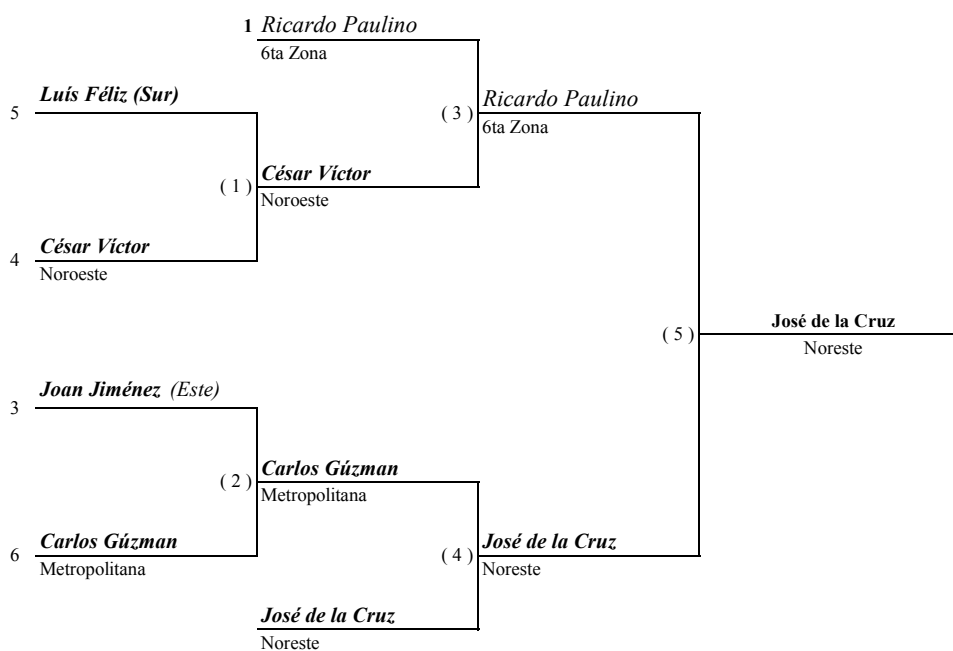 1 Ricardo Paulino
6ta Zona
5 Luís Féliz (Sur)
( 3 ) Ricardo Paulino
6ta Zona
( 1 ) César Víctor
Noroeste
4 César Víctor
Noroeste
( 5 ) José de la Cruz
Noreste
3 Joan Jiménez (Este)
( 2 ) Carlos Gúzman
Metropolitana
6 Carlos Gúzman
Metropolitana
( 4 ) José de la Cruz
Noreste
José de la Cruz
Noreste